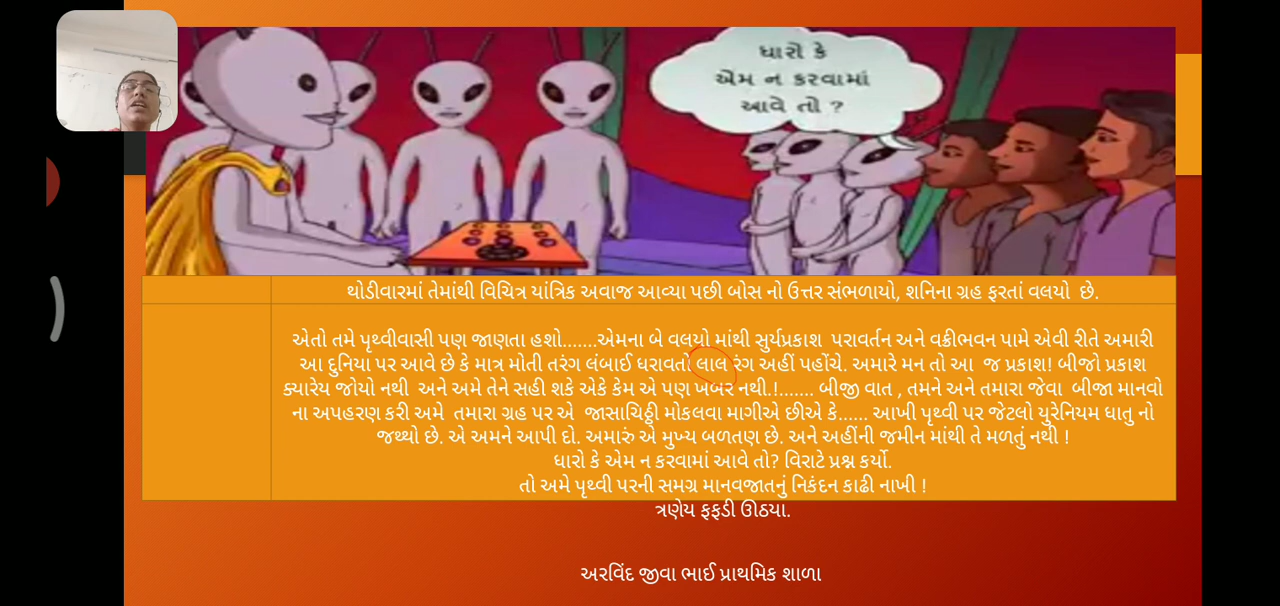 ધારો કે
એમ ન કરવામાં
આવે તો ?
થોડીવારમાં તેમાંથી વિચિત્ર યાંત્રિક અવાજ આવ્યા પછી બોસ નો ઉત્તર સંભળાયો, શનિના ગ્રહ ફરતાં વલયો છે.
એતો તમે પૃથ્વીવાસી પણ જાણતા હશો.......એમના બે વલયો માંથી સુર્યપ્રકાશ પરાવર્તન અને વક્રીભવન પામે એવી રીતે અમારી
આ દુનિયા પર આવે છે કે માત્ર મોતી તરંગ લંબાઈ ધરાવતો લાલ રંગ અહીં પહોંચે. અમારે મન તો આ જ પ્રકાશ! બીજો પ્રકાશ
ક્યારેય જોયો નથી અને અમે તેને સહી શકે એકે કેમ એ પણ ખબર નથી.!....... બીજી વાત , તમને અને તમારા જેવા બીજા માનવો
ના અપહરણ કરી અમે તમારા ગ્રહ પર એ જાસાચિઠ્ઠી મોકલવા માગીએ છીએ કે...... આખી પૃથ્વી પર જેટલો યુરેનિયમ ધાતુ નો
જથ્થો છે. એ અમને આપી દો. અમારું એ મુખ્ય બળતણ છે. અને અહીંની જમીન માંથી તે મળતું નથી !
ધારો કે એમ ન કરવામાં આવે તો? વિરાટે પ્રશ્ન કર્યો.
તો અમે પૃથ્વી પરની સમગ્ર માનવજાતનું નિકંદન કાઢી નાખી !
ત્રણેય ફફડી ઊઠયા.
અરવિંદ જીવા ભાઈ પ્રાથમિક શાળા